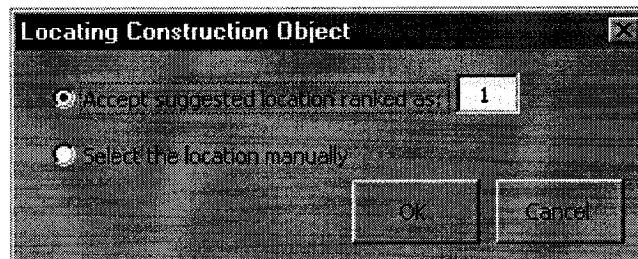 Locating Construction Object
Accept suggested location ranked as: 1
Select the location manually
OK Cancel